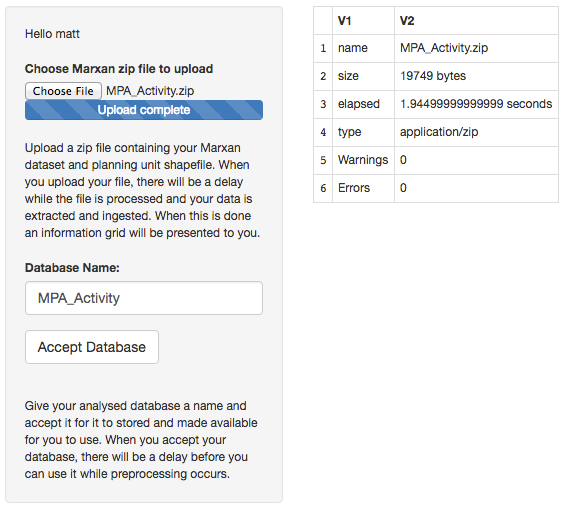 Hello matt
Choose Marxan zip file to upload
Choose File MPA_Activity.zip
Upload complete
Upload a zip file containing your Marxan
dataset and planning unit shapefile. When
you upload your file, there will be a delay
while the file is processed and your data is
extracted and ingested. When this is done
an information grid will be presented to you.
Database Name:
MPA_Activity
Accept Database
Give your analysed database a name and
accept it for it to stored and made available
for you to use. When you accept your
database, there will be a delay before you
can use it while preprocessing occurs.
V1 V2
1 name MPA_Activity.zip
2 size 19749 bytes
3 elapsed 1.94499999999999 seconds
4 type application/zip
5 Warnings 0
6 Errors 0